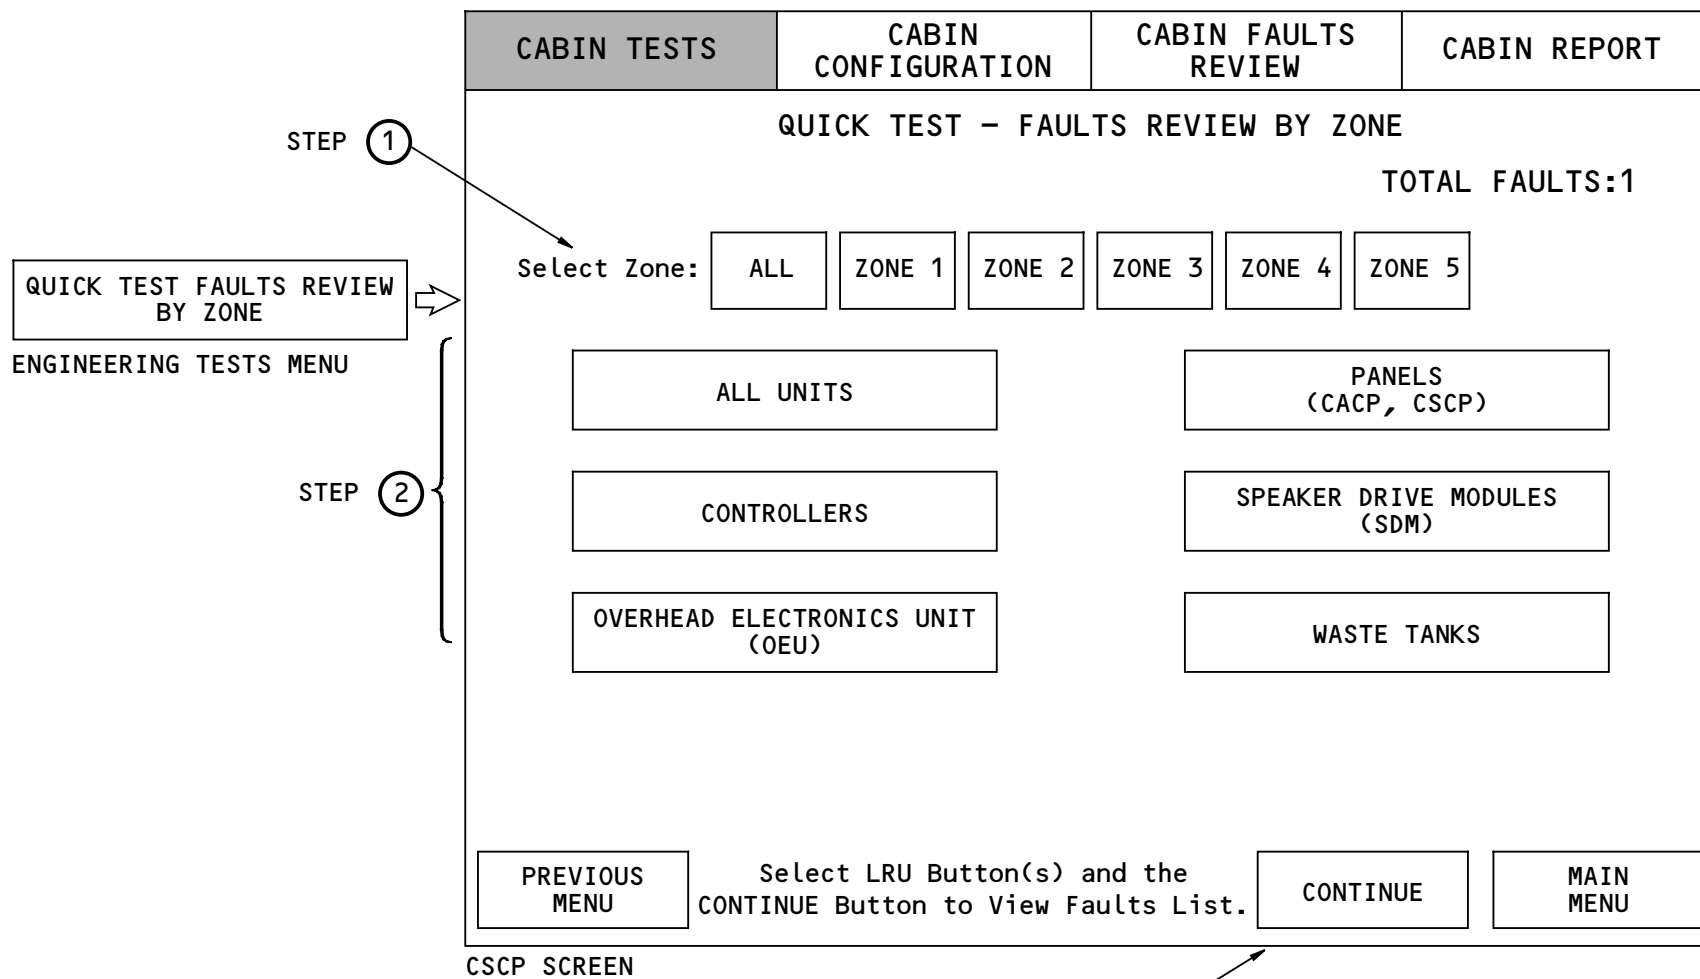 CABIN TESTS
CABIN
CONFIGURATION
CABIN FAULTS
REVIEW
CABIN REPORT
QUICK TEST – FAULTS REVIEW BY ZONE
STEP 1
TOTAL FAULTS:1
Select Zone: ALL ZONE 1 ZONE 2 ZONE 3 ZONE 4 ZONE 5
QUICK TEST FAULTS REVIEW
BY ZONE
ENGINEERING TESTS MENU
ALL UNITS
PANELS
(CACP, CSCP)
STEP 2
CONTROLLERS
SPEAKER DRIVE MODULES
(SDM)
OVERHEAD ELECTRONICS UNIT
(OEU)
WASTE TANKS
PREVIOUS
MENU
Select LRU Button(s) and the
CONTINUE Button to View Faults List.
CONTINUE
MAIN
MENU
CSCP SCREEN